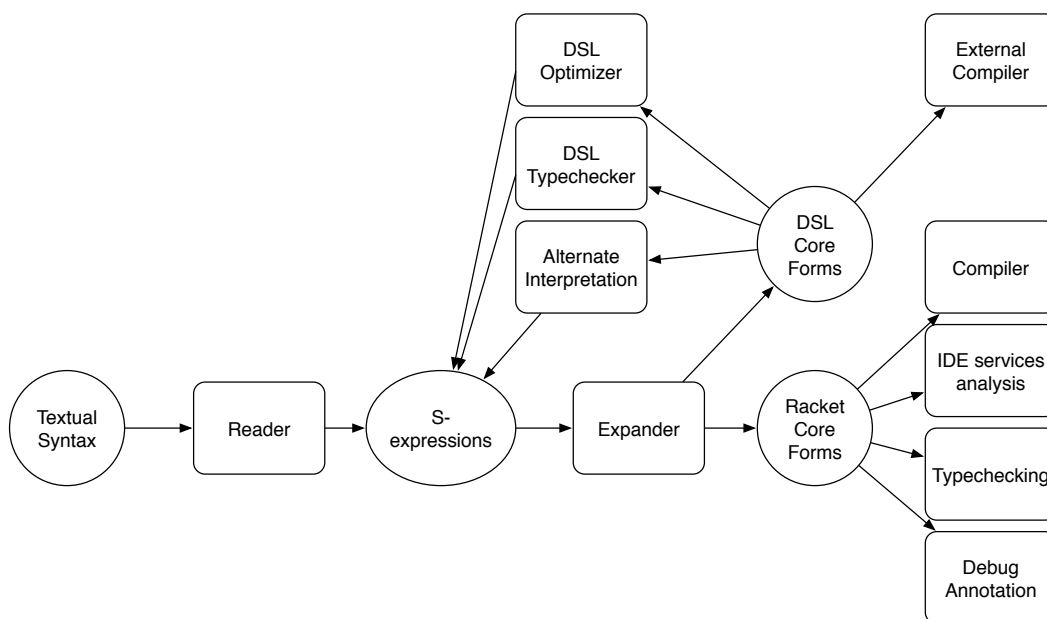 DSL
Optimizer
External
Compiler
DSL
Typechecker
DSL
Core
Forms
Alternate
Interpretation
Compiler
IDE services
analysis
Textual
Syntax
Reader
S-
expressions
Expander
Racket
Core
Forms
Typechecking
Debug
Annotation